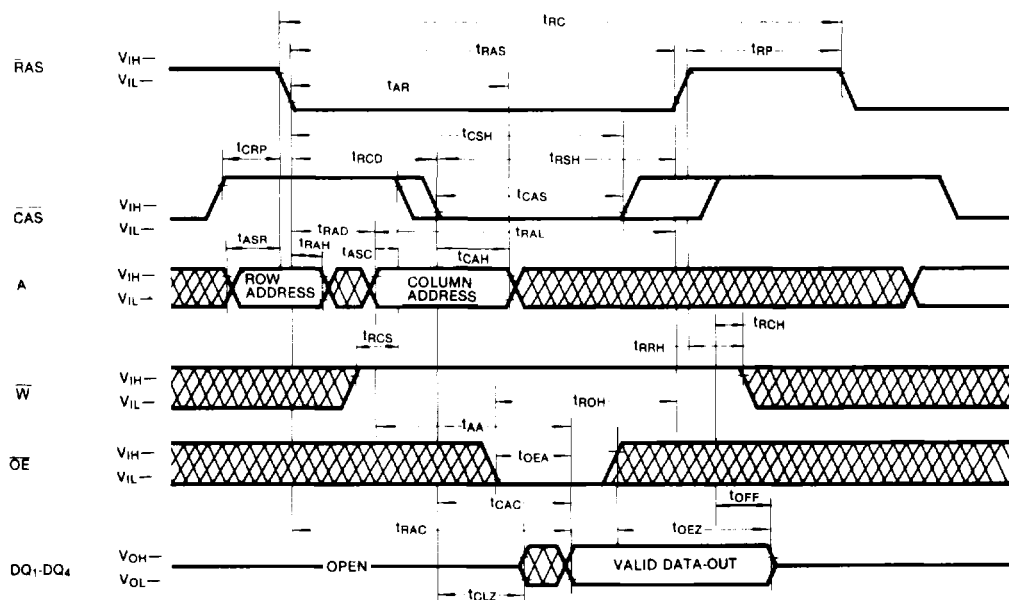 tRC
tRAS
tRP
RAS
VIH—
VIL—
tAR
tCSH
tCRP
tRCD
tRSH
tCAS
CAS
VIH—
VIL—
tRAD
tRAL
tASR
tRAH
tASC
tCAH
A
VIH—
VIL—
ROW ADDRESS
COLUMN ADDRESS
tRCH
tRCS
tRRH
W
VIH—
VIL—
tROH
tAA
OE
VIH—
VIL—
tOEA
tCAC
tOFF
tRAC
tOEZ
DQ1-DQ4
VOH—
VOL—
OPEN
VALID DATA-OUT
tCLZ